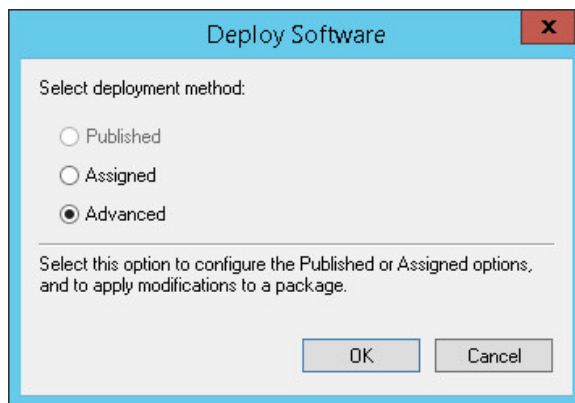 Deploy Software
x
Select deployment method:
Published
Assigned
Advanced
Select this option to configure the Published or Assigned options,
and to apply modifications to a package.
OK
Cancel